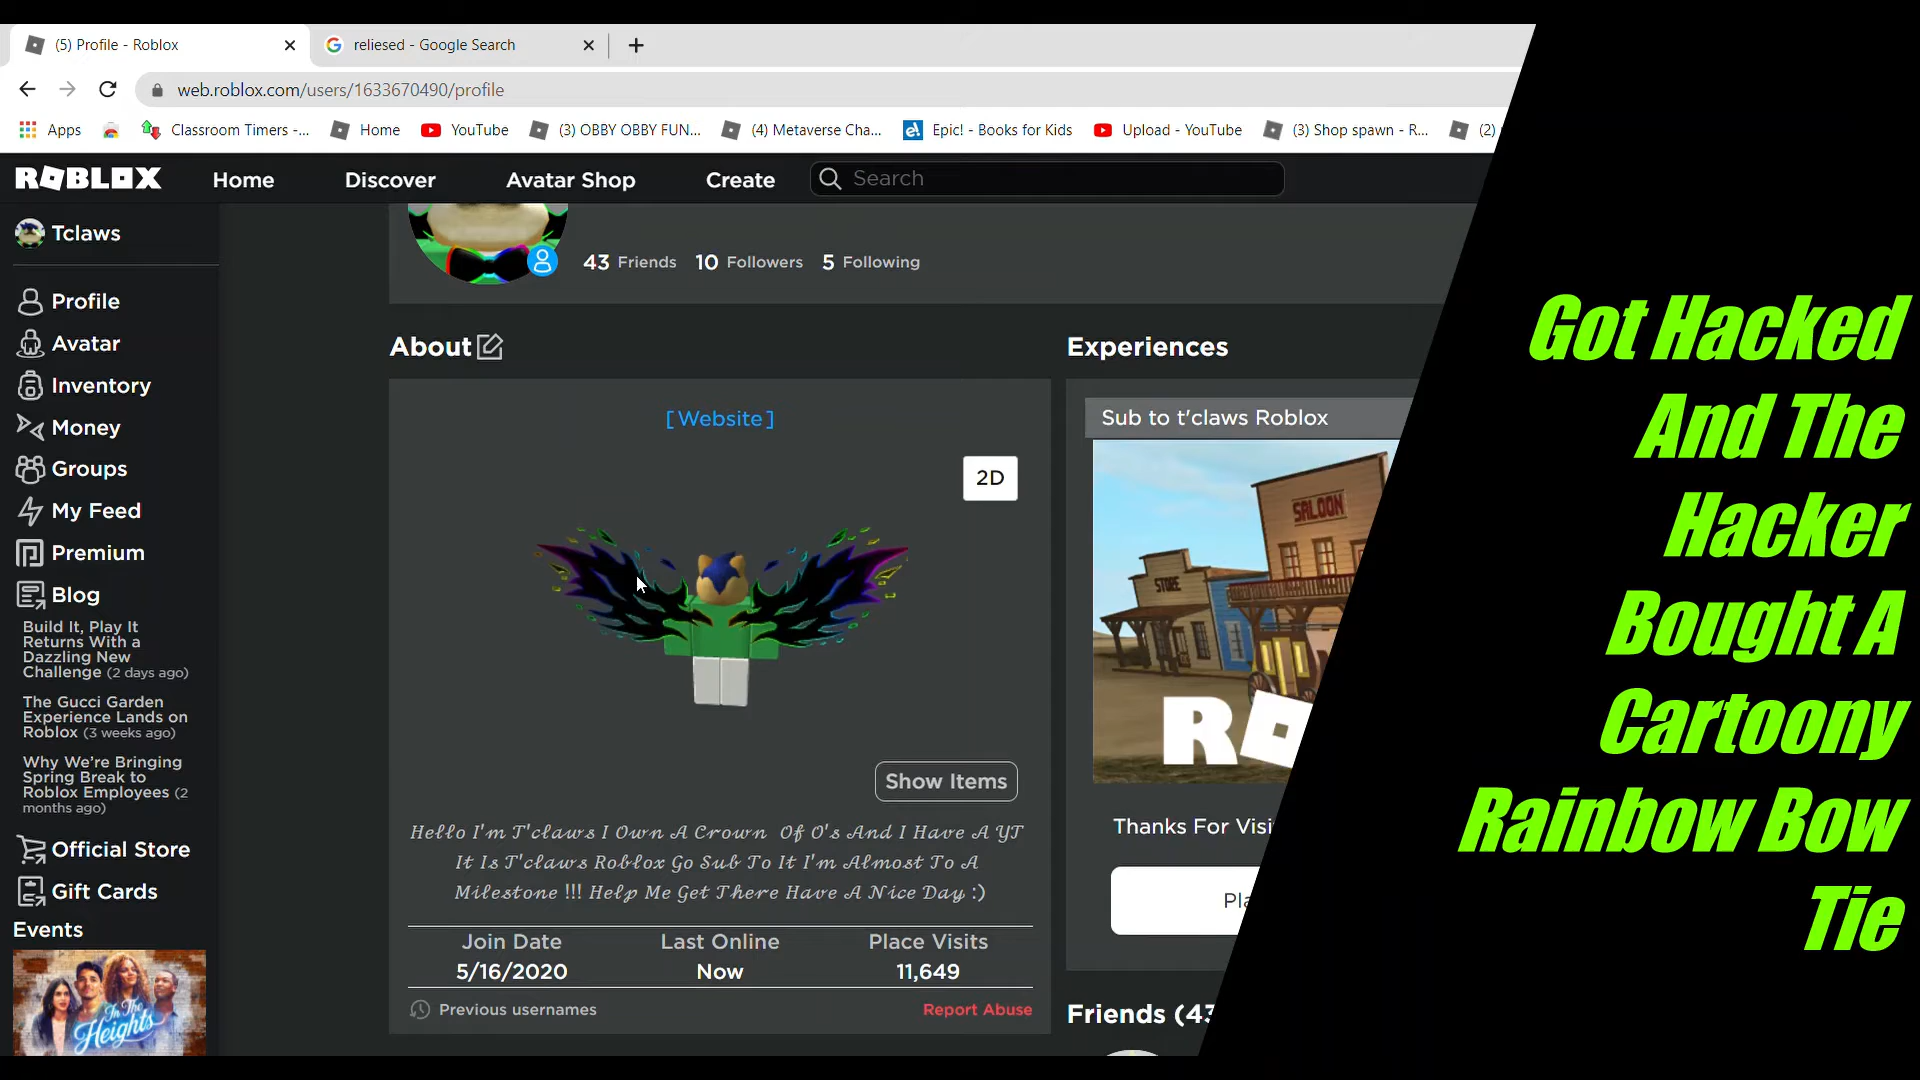 (5) Profile - Roblox
reliesed - Google Search
web.roblox.com/users/1633670490/profile
Apps
Classroom Timers -...
Home
YouTube
(3) OBBY OBBY FUN...
(4) Metaverse Cha...
Epic! - Books for Kids
Upload - YouTube
(3) Shop spawn - R...
(2)
ROBLOX
Home
Discover
Avatar Shop
Create
Search
Tclaws
Profile
Avatar
Inventory
Money
Groups
My Feed
Premium
Blog
Build It, Play It
Returns With a
Dazzling New
Challenge (2 days ago)
The Gucci Garden
Experience Lands on
Roblox (3 weeks ago)
Why We're Bringing
Spring Break to
Roblox Employees (2
months ago)
Official Store
Gift Cards
Events
In The
Heights
43 Friends 10 Followers 5 Following
About
[Website]
2D
Show Items
Hello I'm T'claws I Own A Crown Of O's And I Have A YT
It Is T'claws Roblox Go Sub To It I'm Almost To A
Milestone !!! Help Me Get There Have A Nice Day :)
Join Date Last Online Place Visits
5/16/2020 Now 11,649
Previous usernames
Report Abuse
Experiences
Sub to t'claws Roblox
SALOON
STORE
Thanks For Visi
Pla
Friends (43
Got Hacked
And The
Hacker
Bought A
Cartoony
Rainbow Bow
Tie